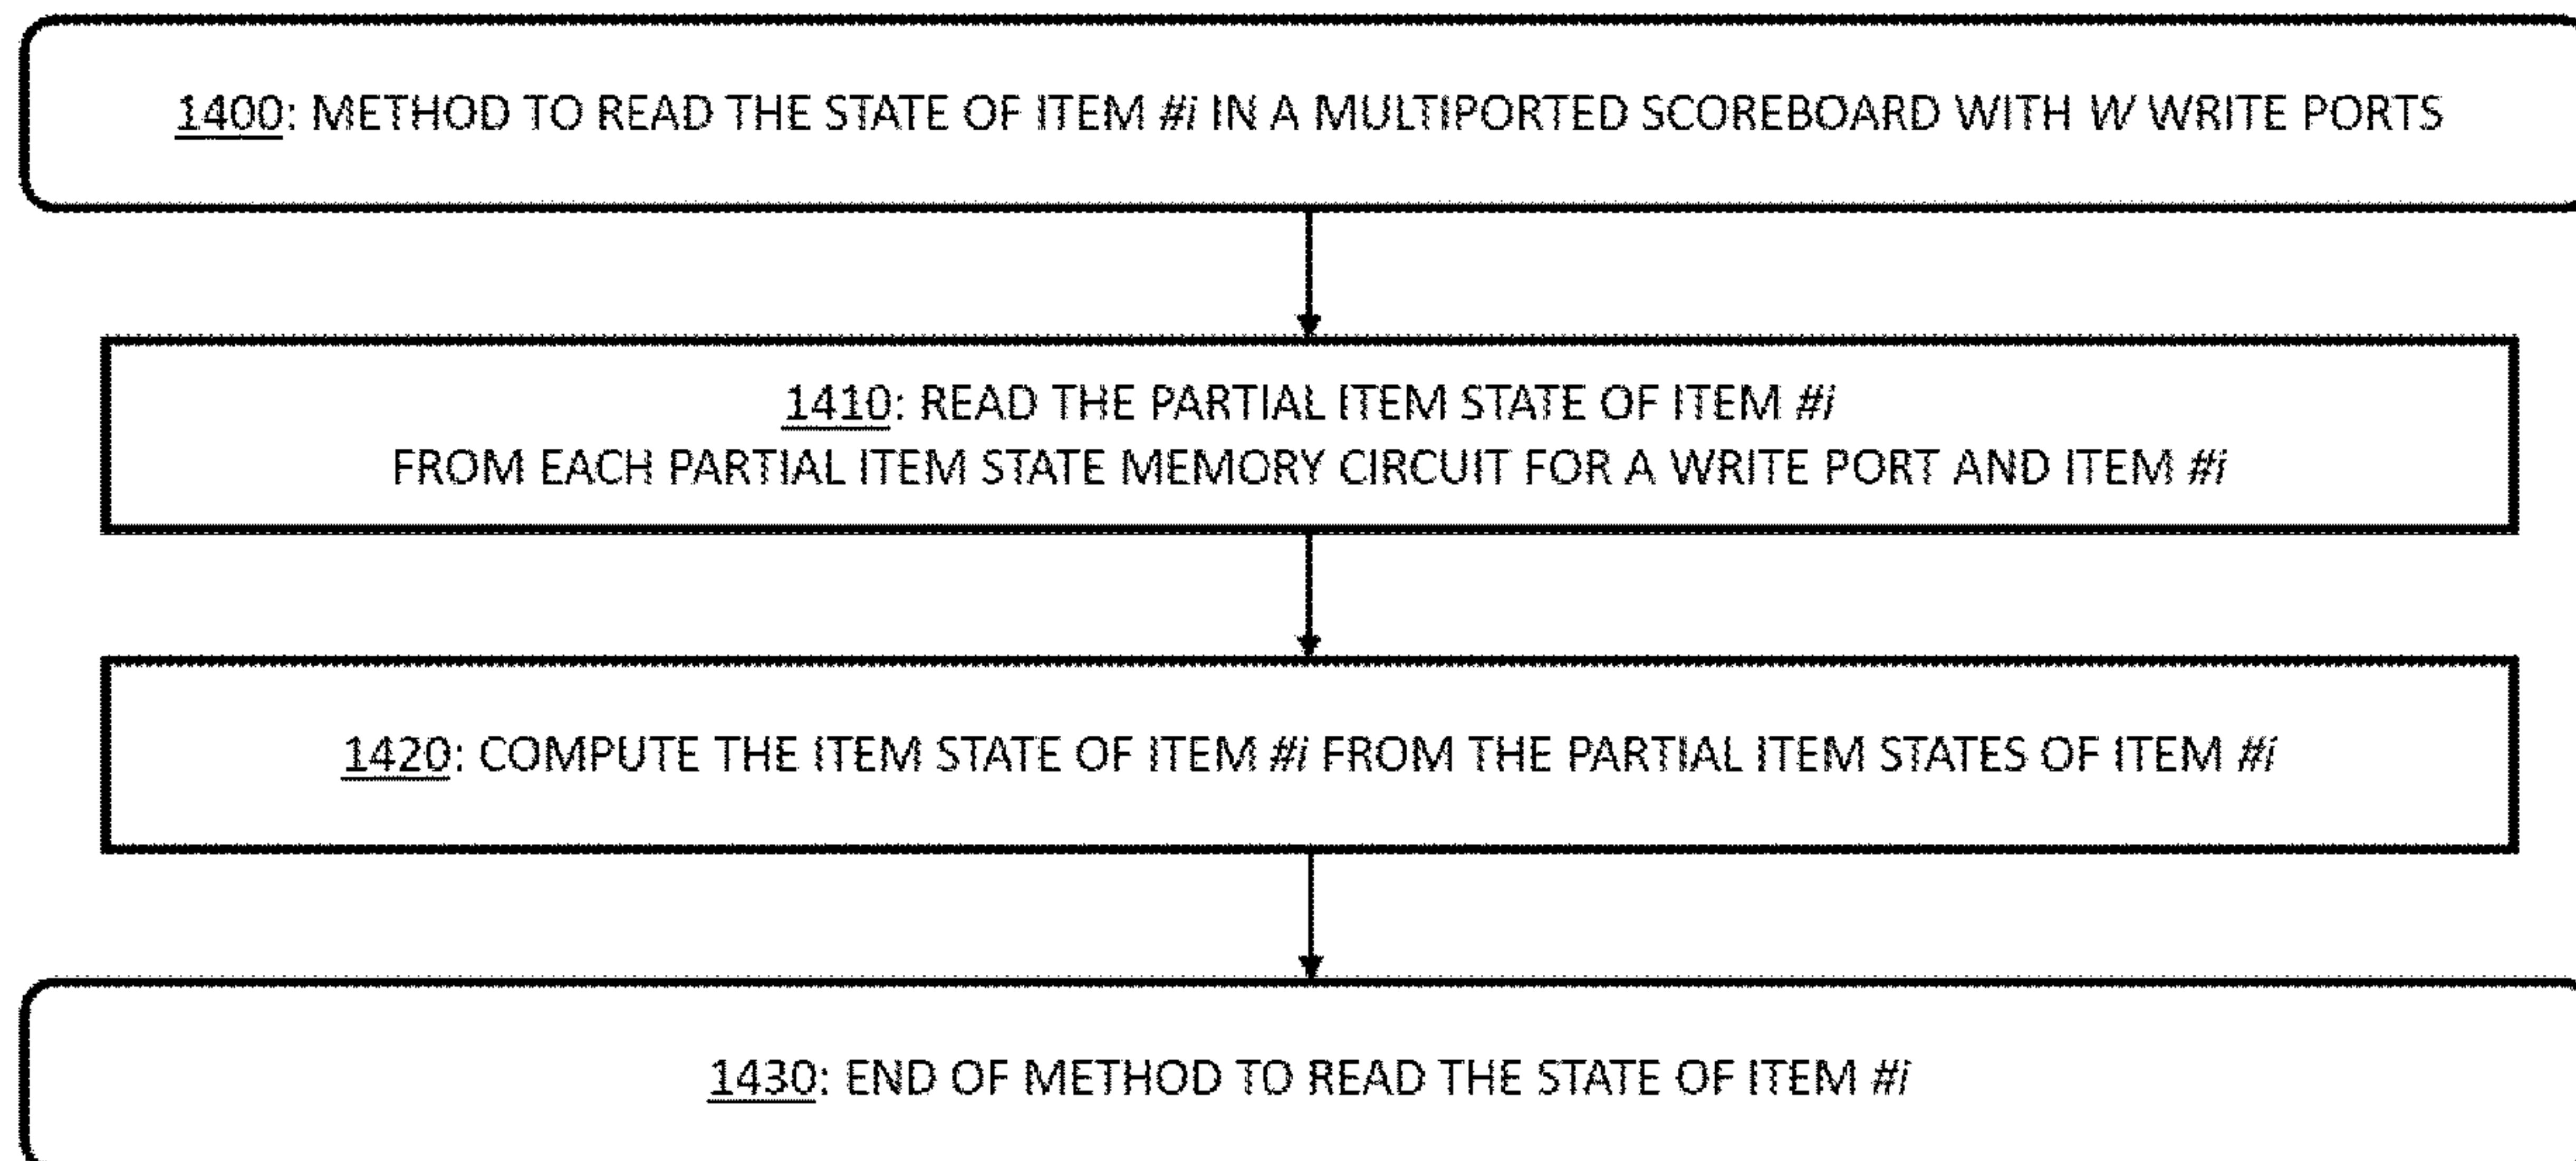 1400: METHOD TO READ THE STATE OF ITEM #i IN A MULTIPORTED SCOREBOARD WITH W WRITE PORTS
1410: READ THE PARTIAL ITEM STATE OF ITEM #i
FROM EACH PARTIAL ITEM STATE MEMORY CIRCUIT FOR A WRITE PORT AND ITEM #i
1420: COMPUTE THE ITEM STATE OF ITEM #i FROM THE PARTIAL ITEM STATES OF ITEM #i
1430: END OF METHOD TO READ THE STATE OF ITEM #i